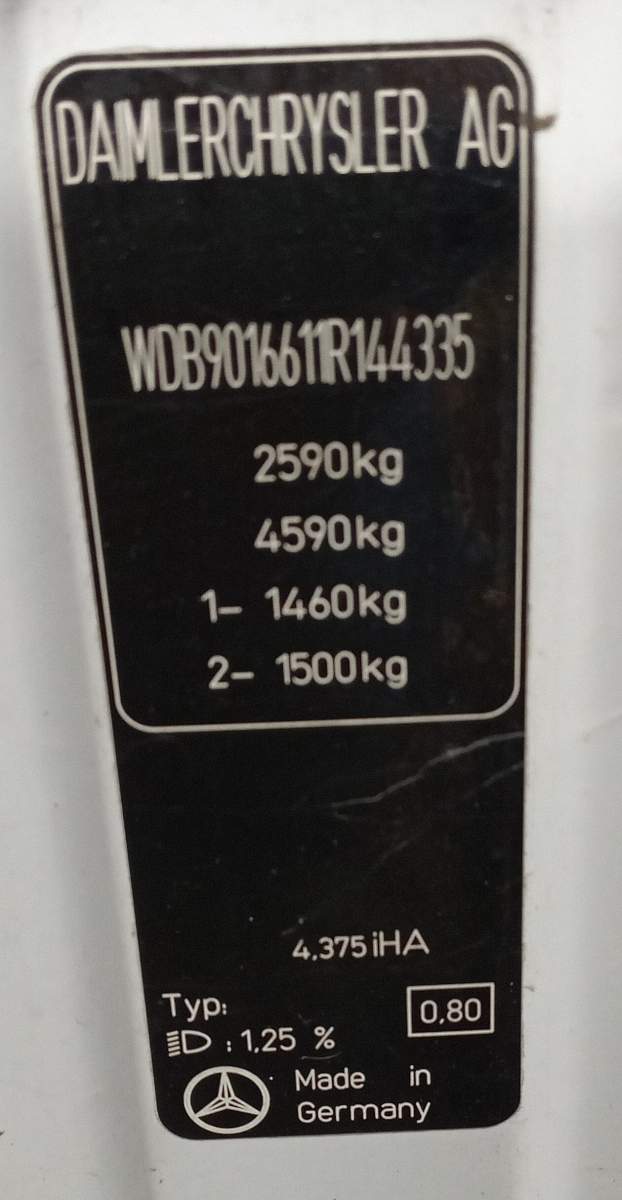 DAIMLERCHRYSLER AG
WDB9016611R144335
2590kg
4590kg
1- 1460kg
2- 1500kg
4.375 iHA
Typ:
0,80
: 1,25 %
Made in
Germany